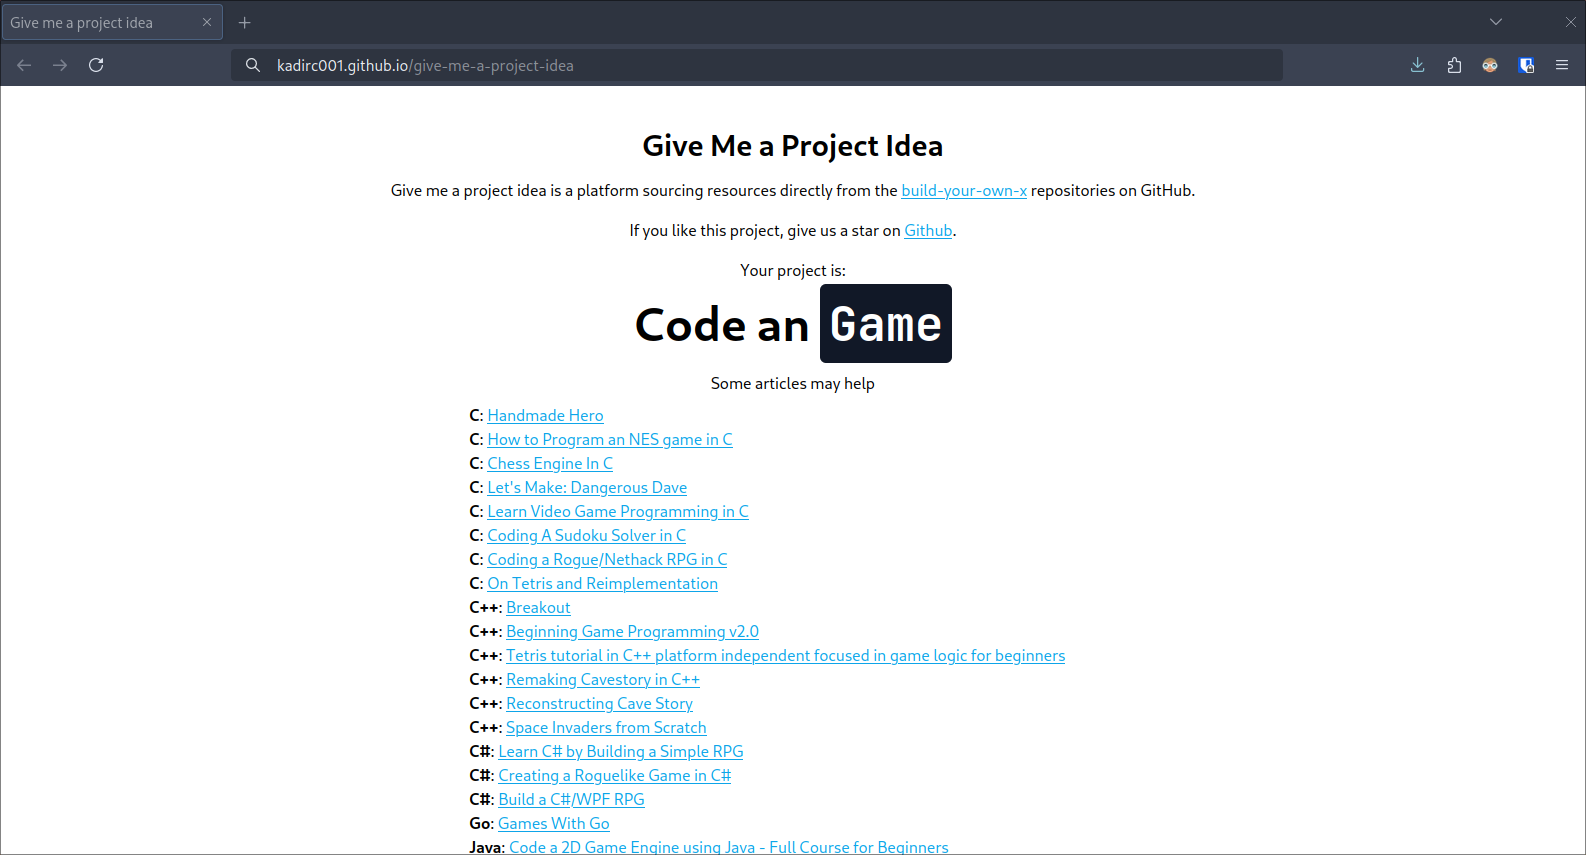 Give me a project idea
kadirc001.github.io/give-me-a-project-idea
Give Me a Project Idea
Give me a project idea is a platform sourcing resources directly from the build-your-own-x repositories on GitHub.
If you like this project, give us a star on Github.
Your project is:
Code an Game
Some articles may help
C: Handmade Hero
C: How to Program an NES game in C
C: Chess Engine In C
C: Let's Make: Dangerous Dave
C: Learn Video Game Programming in C
C: Coding A Sudoku Solver in C
C: Coding a Rogue/Nethack RPG in C
C: On Tetris and Reimplementation
C++: Breakout
C++: Beginning Game Programming v2.0
C++: Tetris tutorial in C++ platform independent focused in game logic for beginners
C++: Remaking Cavestory in C++
C++: Reconstructing Cave Story
C++: Space Invaders from Scratch
C#: Learn C# by Building a Simple RPG
C#: Creating a Roguelike Game in C#
C#: Build a C#/WPF RPG
Go: Games With Go
Java: Code a 2D Game Engine using Java - Full Course for Beginners